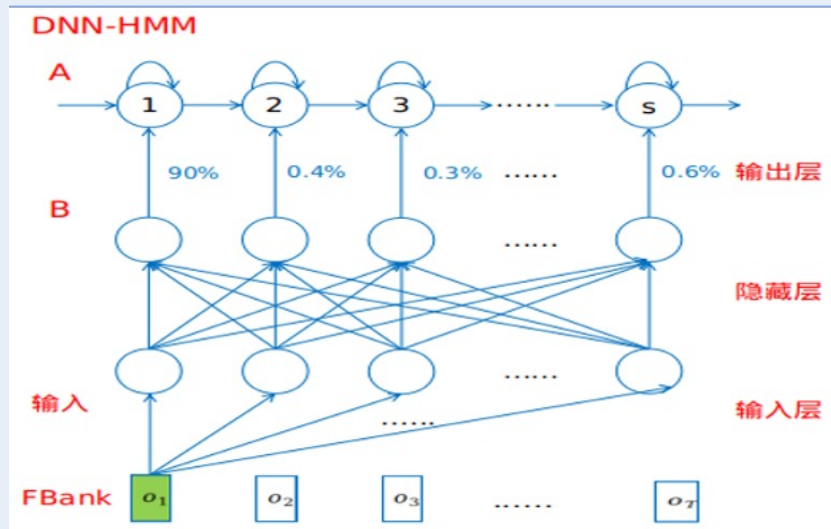 DNN-HMM
A
1 2 3 …… s
90% 0.4% 0.3% …… 0.6% 输出层
B
……
隐藏层
……
输入 …… 输入层
FBank o₁ o₂ o₃ …… o_T